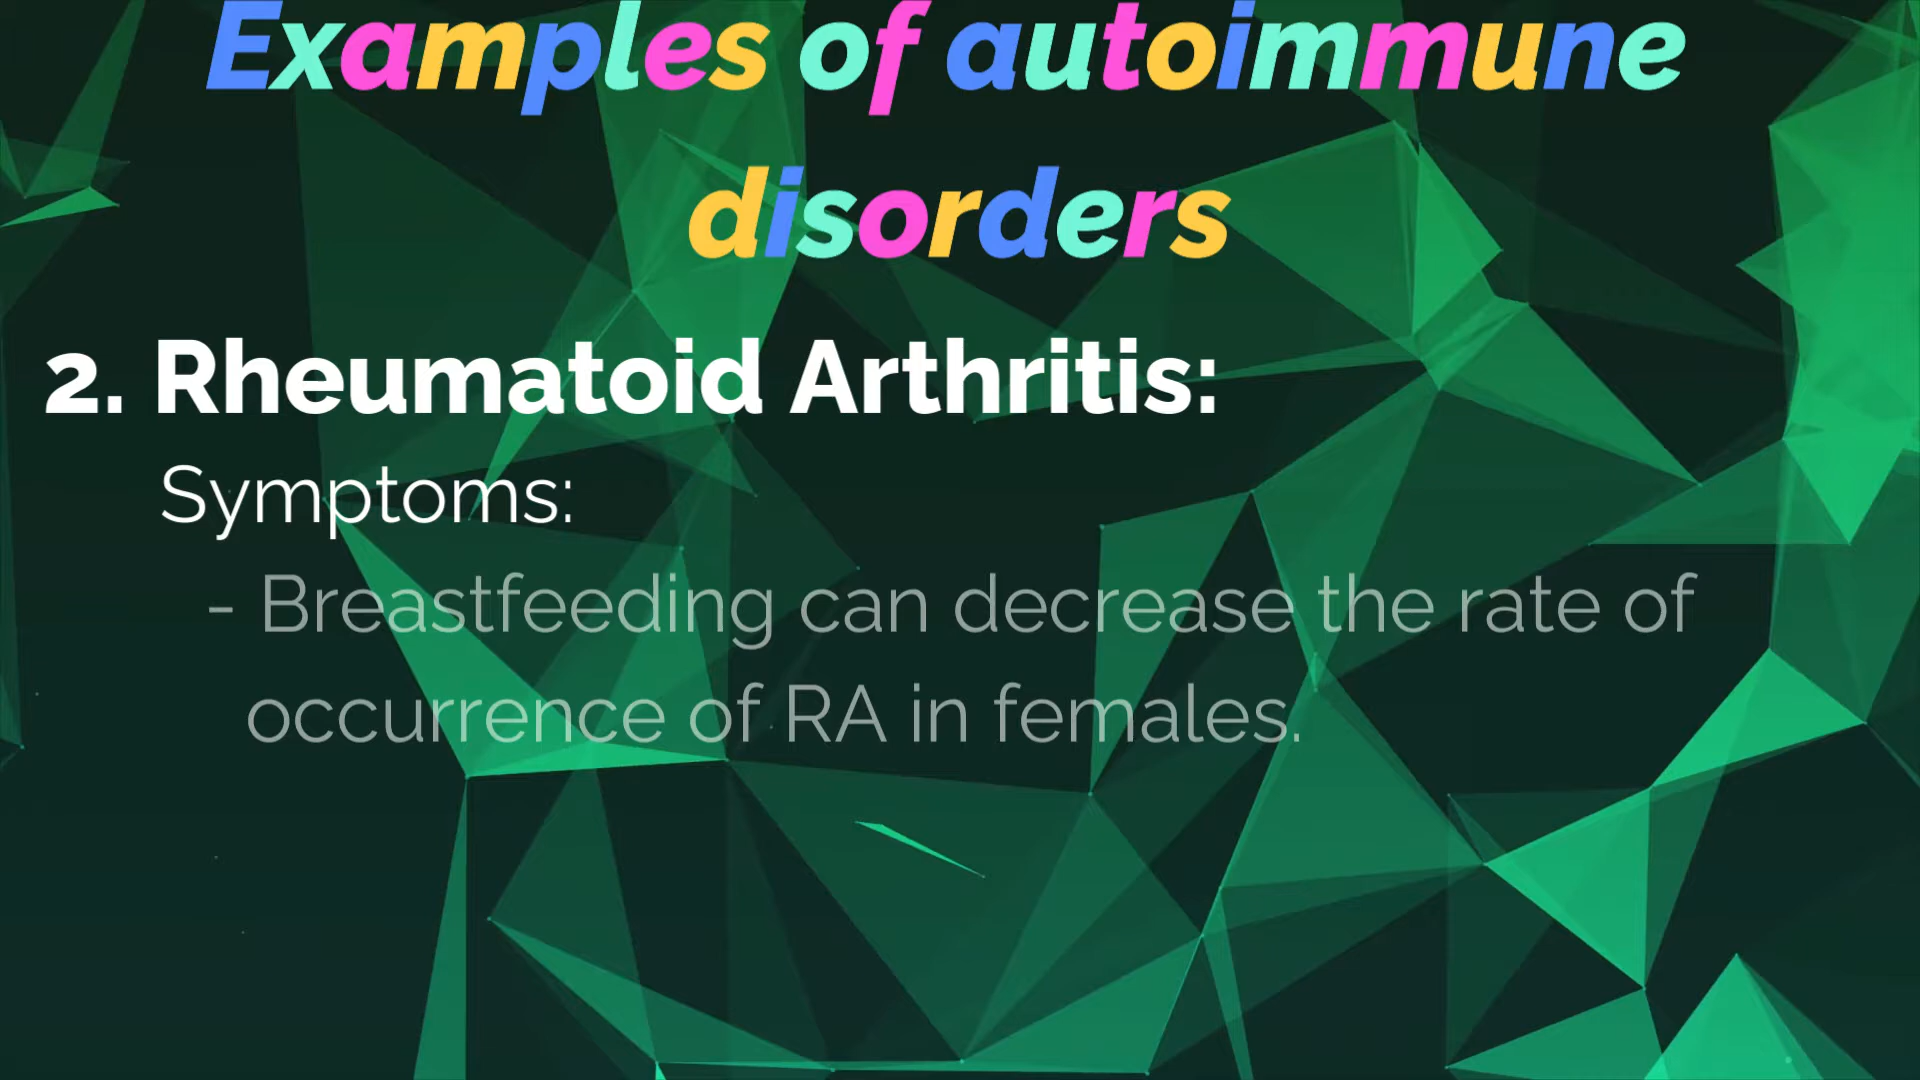 Examples of autoimmune
disorders
2. Rheumatoid Arthritis:
Symptoms:
- Breastfeeding can decrease the rate of
occurrence of RA in females.